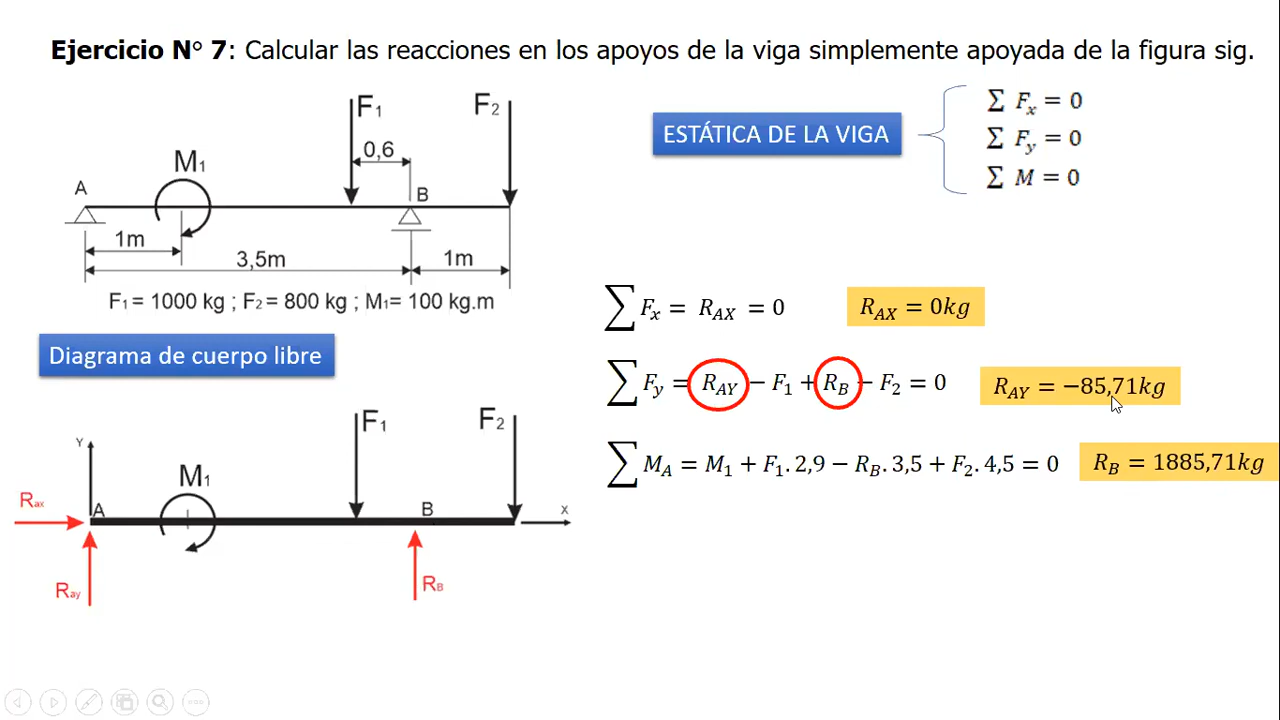 Ejercicio N° 7: Calcular las reacciones en los apoyos de la viga simplemente apoyada de la figura sig.
F1
F2
M1
0,6
A
B
1m
3,5m
1m
F1 = 1000 kg ; F2 = 800 kg ; M1= 100 kg.m
ESTÁTICA DE LA VIGA
∑ Fx = 0
∑ Fy = 0
∑ M = 0
Diagrama de cuerpo libre
F1
F2
Y
M1
Rax
A
B
X
Ray
RB
∑ Fx = RAX = 0
RAX = 0kg
∑ Fy = RAY − F1 + RB − F2 = 0
RAY = −85,71kg
∑ MA = M1 + F1. 2,9 − RB. 3,5 + F2. 4,5 = 0
RB = 1885,71kg